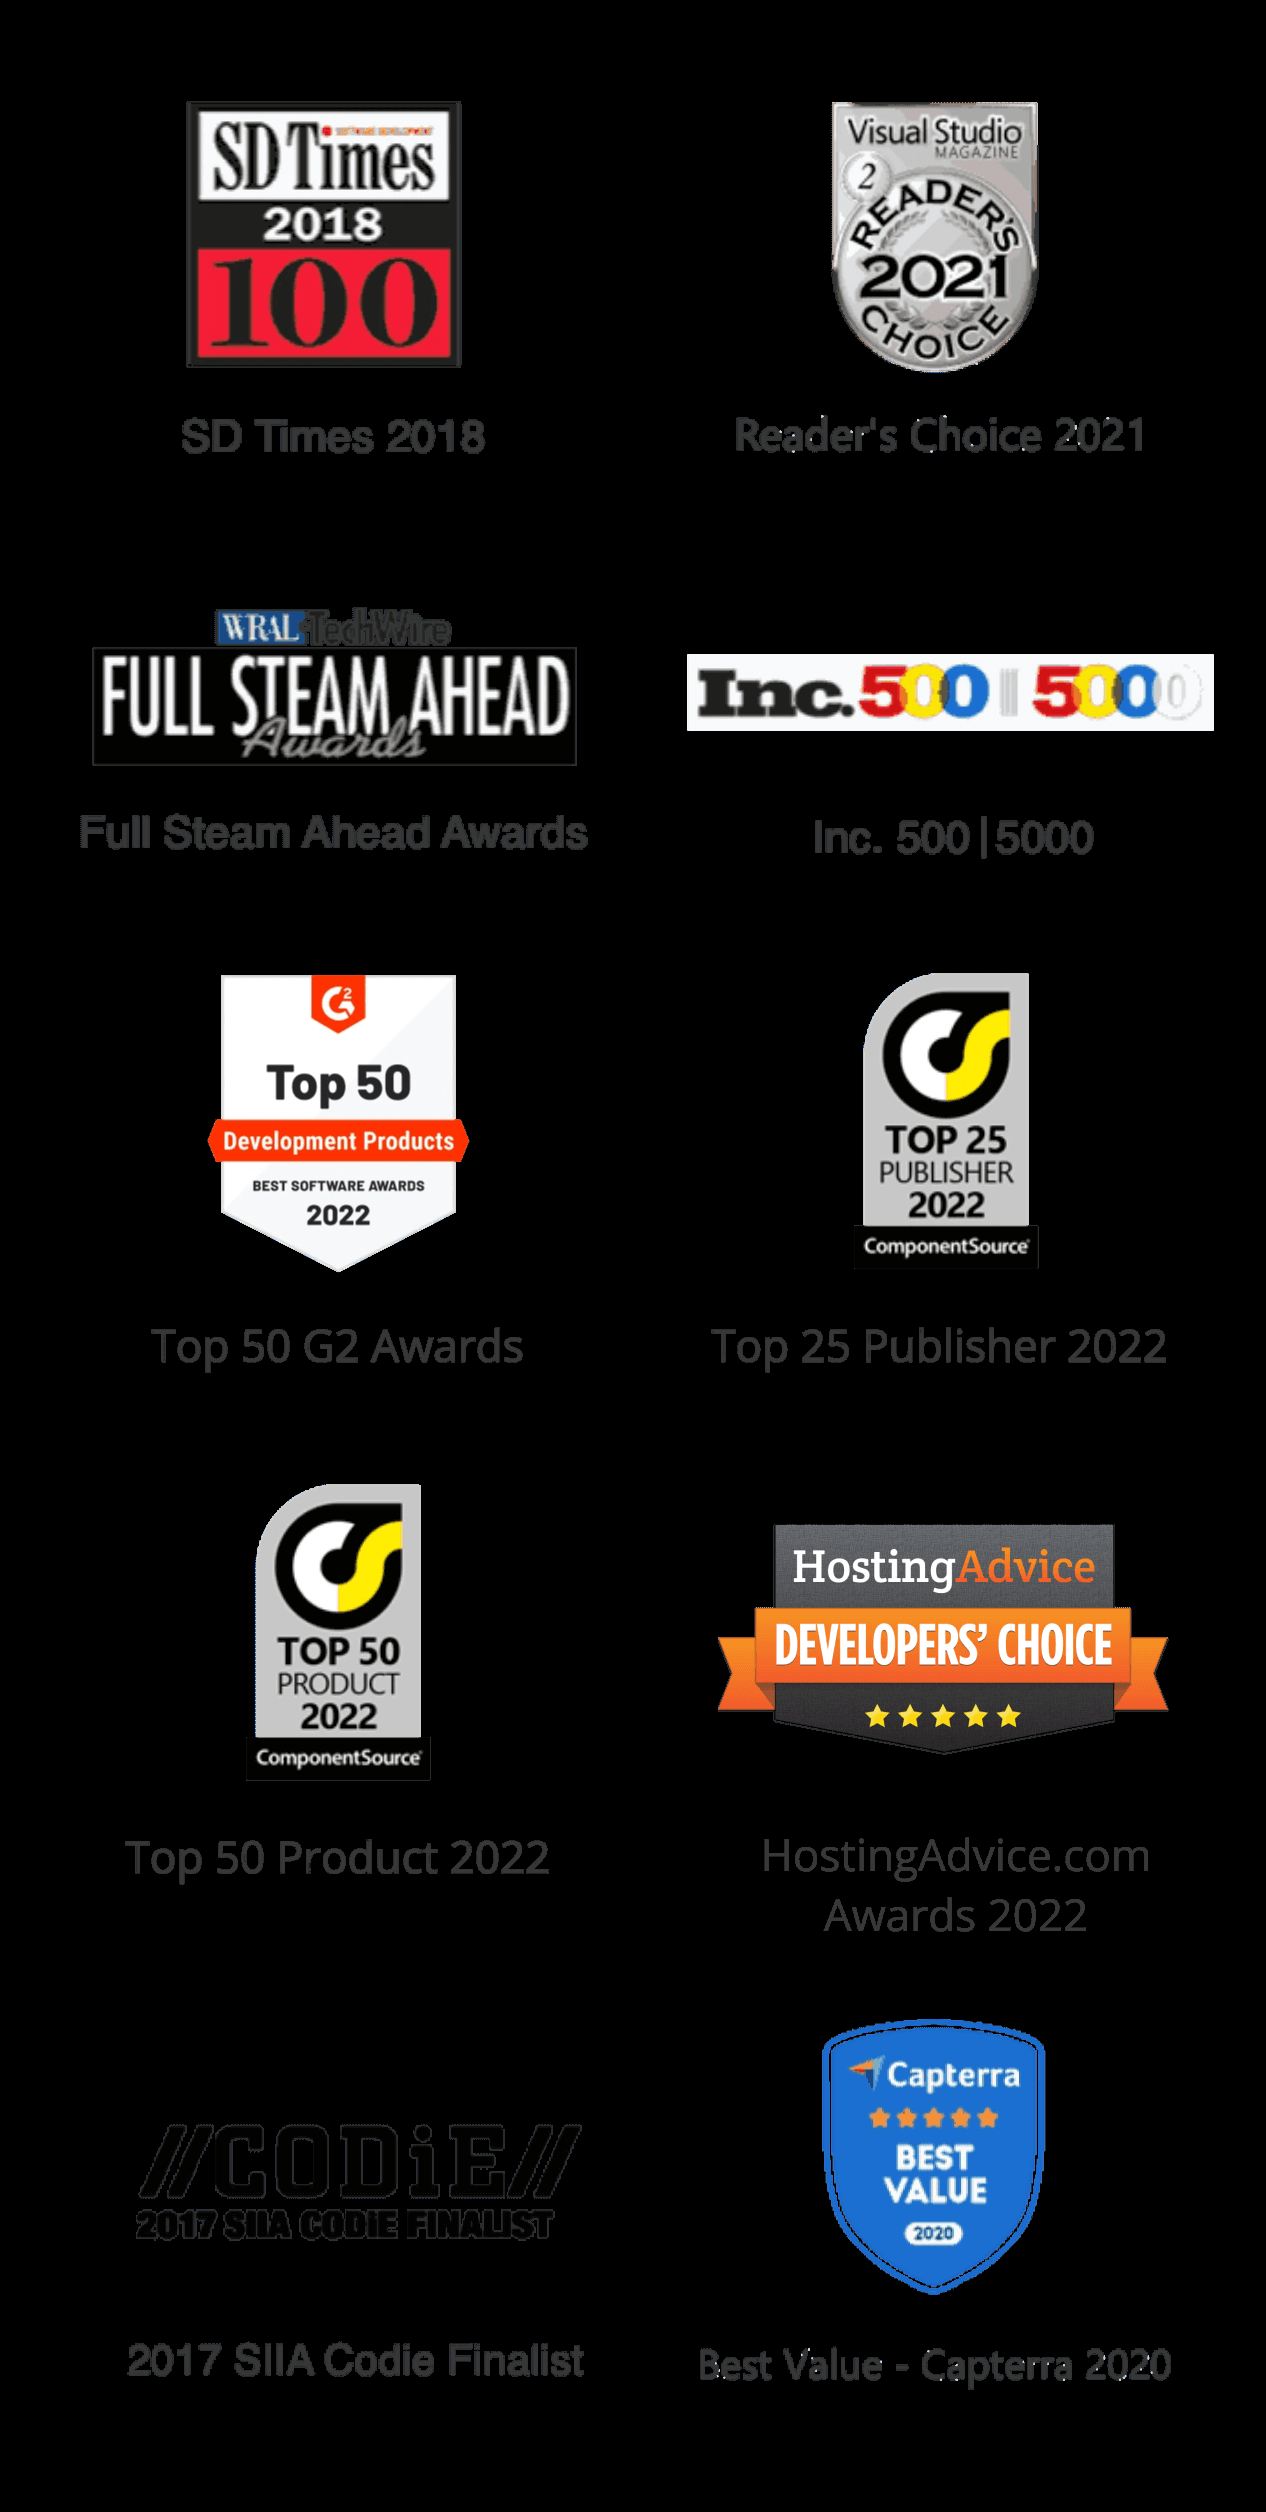 SD Times
2018
100
SD Times 2018
Visual Studio
MAGAZINE
2
READER'S
2021
CHOICE
Reader's Choice 2021
WRAL TechWire
FULL STEAM AHEAD
Awards
Full Steam Ahead Awards
Inc. 500 | 5000
Inc. 500|5000
G2
Top 50
Development Products
BEST SOFTWARE AWARDS
2022
Top 50 G2 Awards
TOP 25
PUBLISHER
2022
ComponentSource
Top 25 Publisher 2022
TOP 50
PRODUCT
2022
ComponentSource
Top 50 Product 2022
HostingAdvice
DEVELOPERS' CHOICE
HostingAdvice.com
Awards 2022
//CODiE//
2017 SIIA CODiE FINALIST
2017 SIIA Codie Finalist
Capterra
BEST
VALUE
2020
Best Value - Capterra 2020